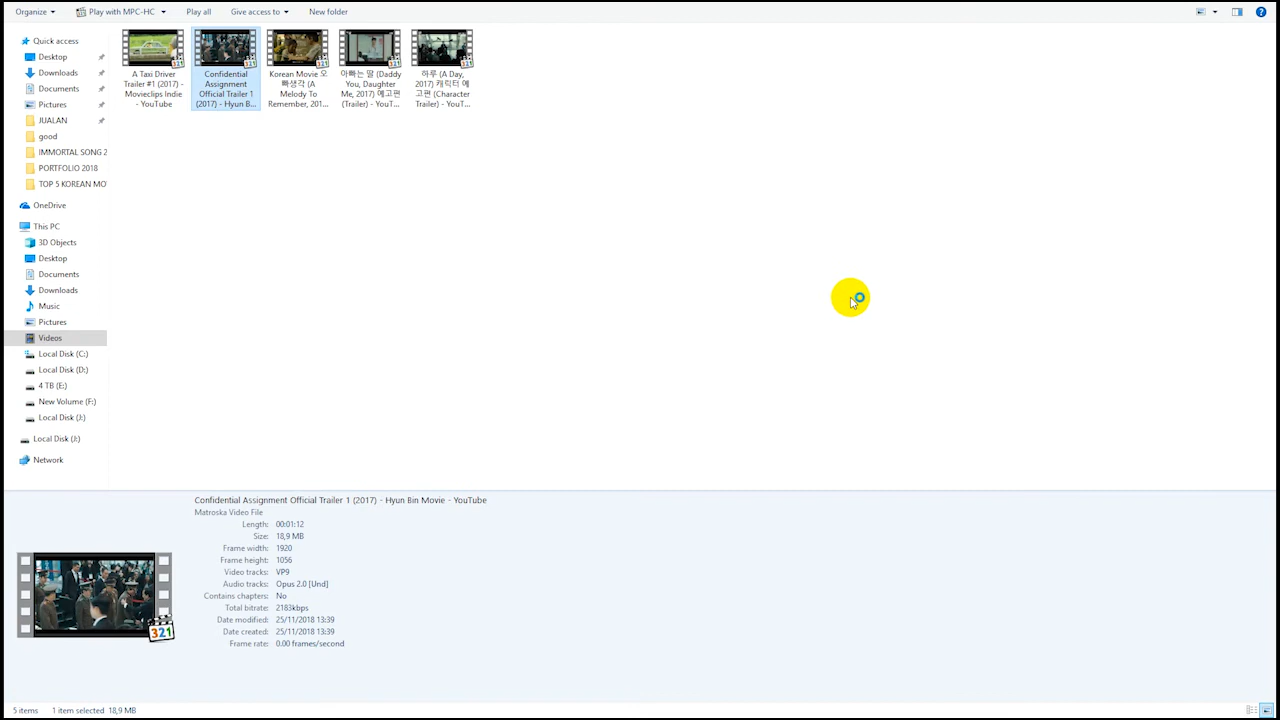 Organize
Play with MPC-HC
Play all
Give access to
New folder
Quick access
Desktop
Downloads
Documents
Pictures
JUALAN
good
IMMORTAL SONG 2
PORTFOLIO 2018
TOP 5 KOREAN MO
OneDrive
This PC
3D Objects
Desktop
Documents
Downloads
Music
Pictures
Videos
Local Disk (C:)
Local Disk (D:)
4 TB (E:)
New Volume (F:)
Local Disk (J:)
Local Disk (J:)
Network
A Taxi Driver
Trailer #1 (2017) -
Movieclips Indie
- YouTube
Confidential
Assignment
Official Trailer 1
(2017) - Hyun B...
Korean Movie 오
빠생각 (A
Melody To
Remember, 201...
아빠는 딸 (Daddy
You, Daughter
Me, 2017) 예고편
(Trailer) - YouT...
하루 (A Day,
2017) 캐릭터 예
고편 (Character
Trailer) - YouT...
321
321
321
321
321
Confidential Assignment Official Trailer 1 (2017) - Hyun Bin Movie - YouTube
Matroska Video File
Length: 00:01:12
Size: 18,9 MB
Frame width: 1920
Frame height: 1056
Video tracks: VP9
Audio tracks: Opus 2.0 [Und]
Contains chapters: No
Total bitrate: 2183kbps
Date modified: 25/11/2018 13:39
Date created: 25/11/2018 13:39
Frame rate: 0.00 frames/second
321
5 items 1 item selected 18,9 MB